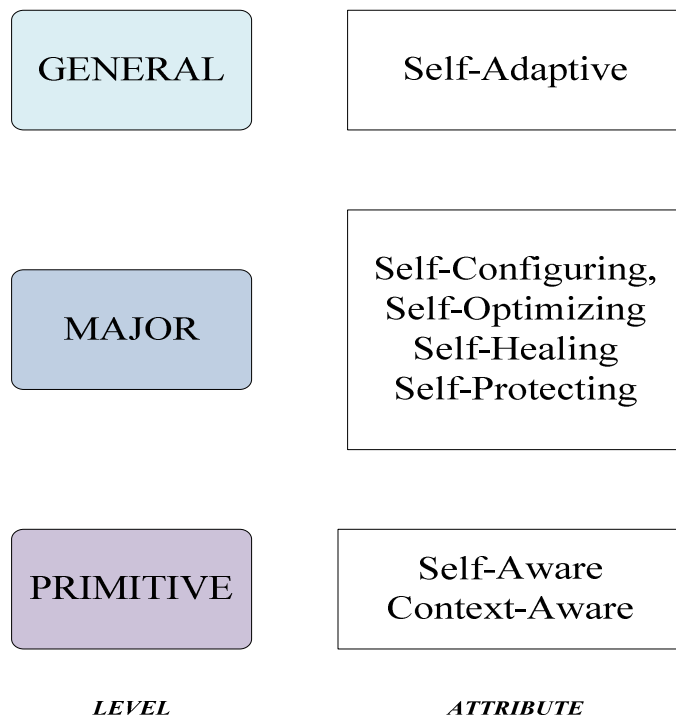 GENERAL
Self-Adaptive
MAJOR
Self-Configuring,
Self-Optimizing
Self-Healing
Self-Protecting
PRIMITIVE
Self-Aware
Context-Aware
LEVEL
ATTRIBUTE